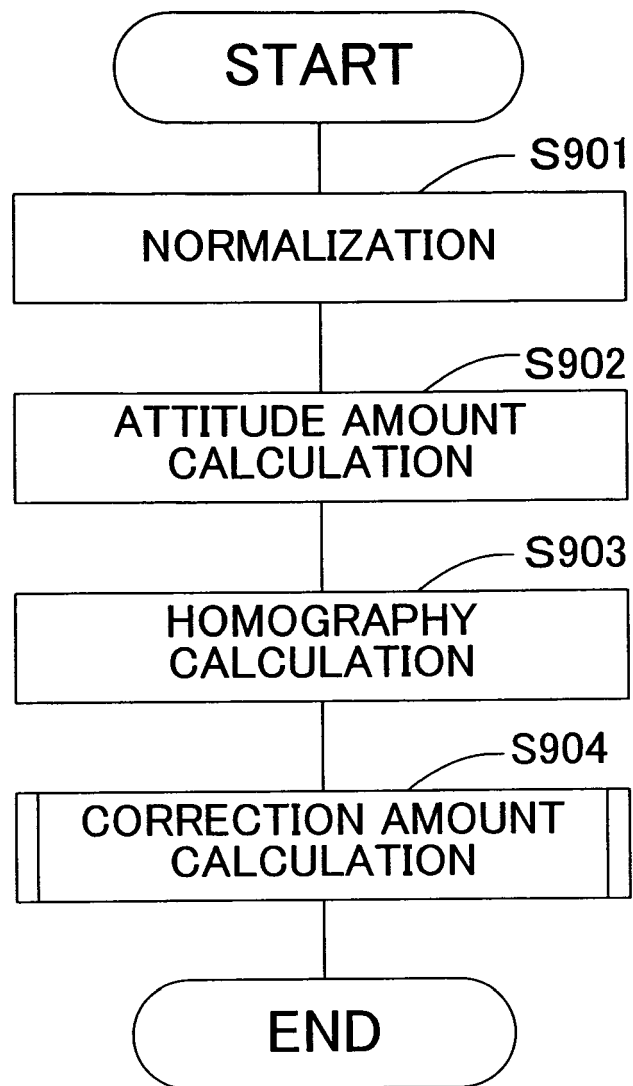 START
S901
NORMALIZATION
S902
ATTITUDE AMOUNT
CALCULATION
S903
HOMOGRAPHY
CALCULATION
S904
CORRECTION AMOUNT
CALCULATION
END